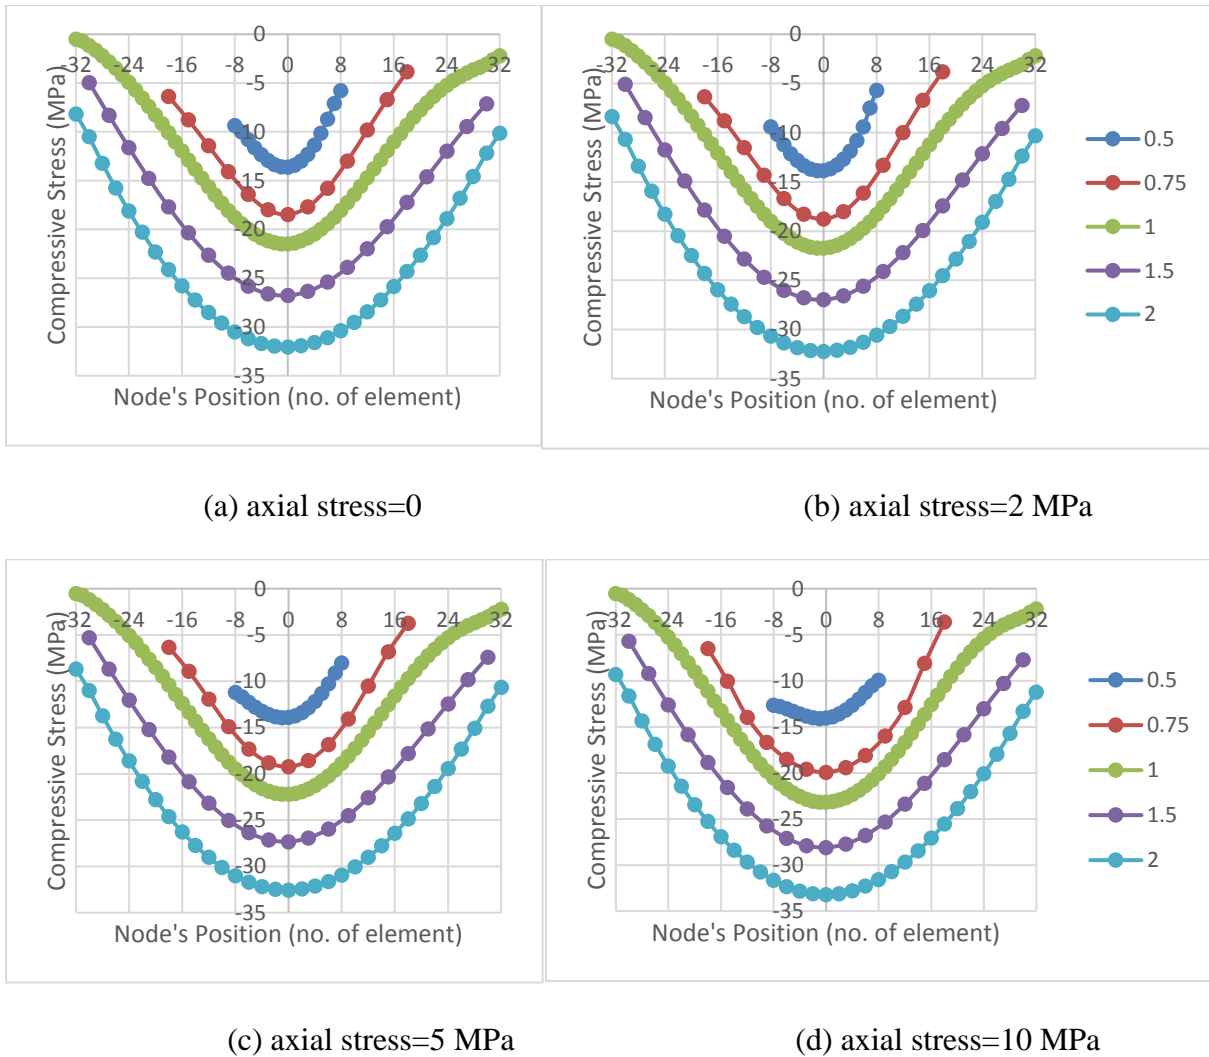 0
-32 -24 -16 -8 0 8 16 24 32
-5
-10
-15
-20
-25
-30
-35
Compressive Stress (MPa)
Node's Position (no. of element)
0
-32 -24 -16 -8 0 8 16 24 32
-5
-10
-15
-20
-25
-30
-35
Compressive Stress (MPa)
Node's Position (no. of element)
0.5
0.75
1
1.5
2
(a) axial stress=0
(b) axial stress=2 MPa
0
-32 -24 -16 -8 0 8 16 24 32
-5
-10
-15
-20
-25
-30
-35
Compressive Stress (MPa)
Node's Position (no. of element)
0
-32 -24 -16 -8 0 8 16 24 32
-5
-10
-15
-20
-25
-30
-35
Compressive Stress (MPa)
Node's Position (no. of element)
0.5
0.75
1
1.5
2
(c) axial stress=5 MPa
(d) axial stress=10 MPa